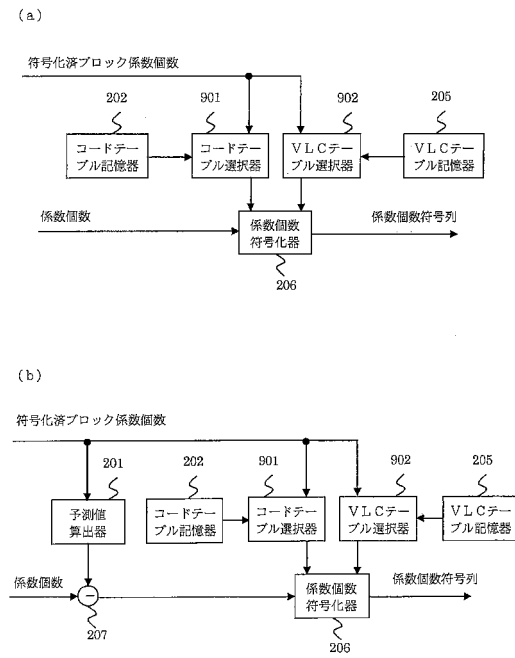 (a)
符号化済ブロック係数個数
202
901
902
205
コードテー
ブル記憶器
コードテー
ブル選択器
VLCテー
ブル選択器
VLCテー
ブル記憶器
係数個数
係数個数
符号化器
係数個数符号列
206
(b)
符号化済ブロック係数個数
201
202
901
902
205
予測値
算出器
コードテー
ブル記憶器
コードテー
ブル選択器
VLCテー
ブル選択器
VLCテー
ブル記憶器
係数個数
−
係数個数
符号化器
係数個数符号列
207
206